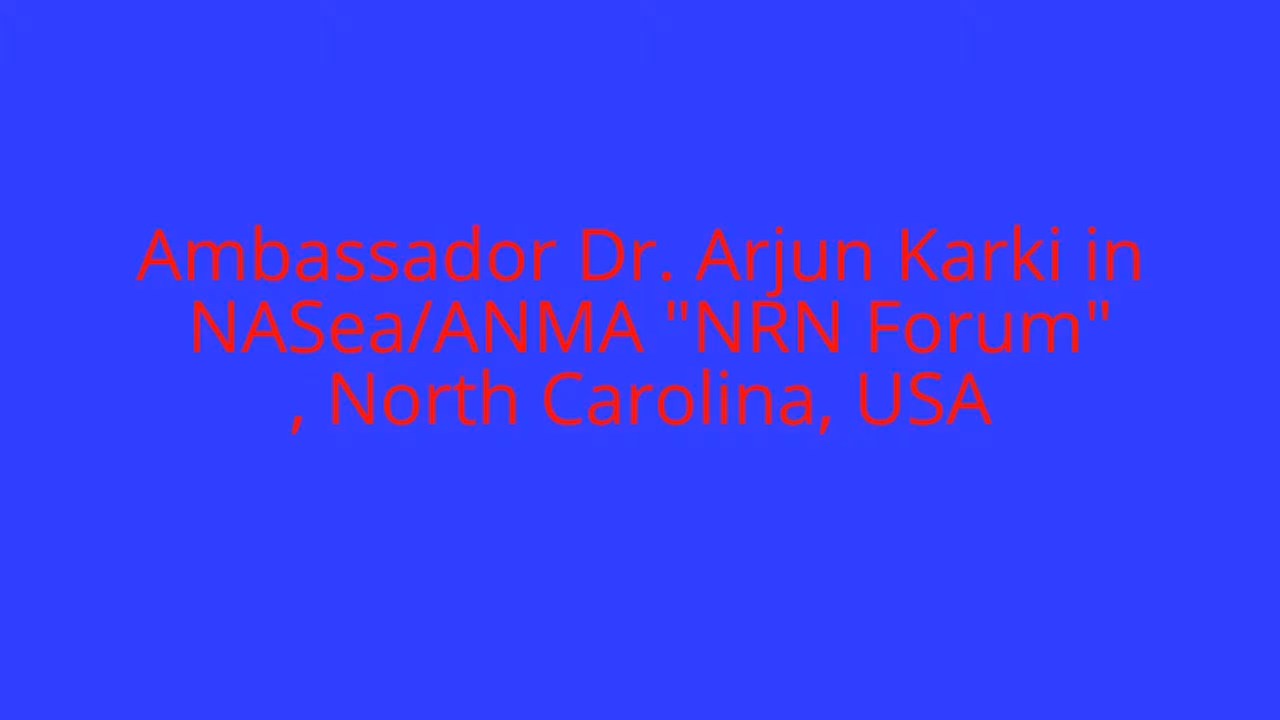 Ambassador Dr. Arjun Karki in
NASea/ANMA "NRN Forum"
, North Carolina, USA